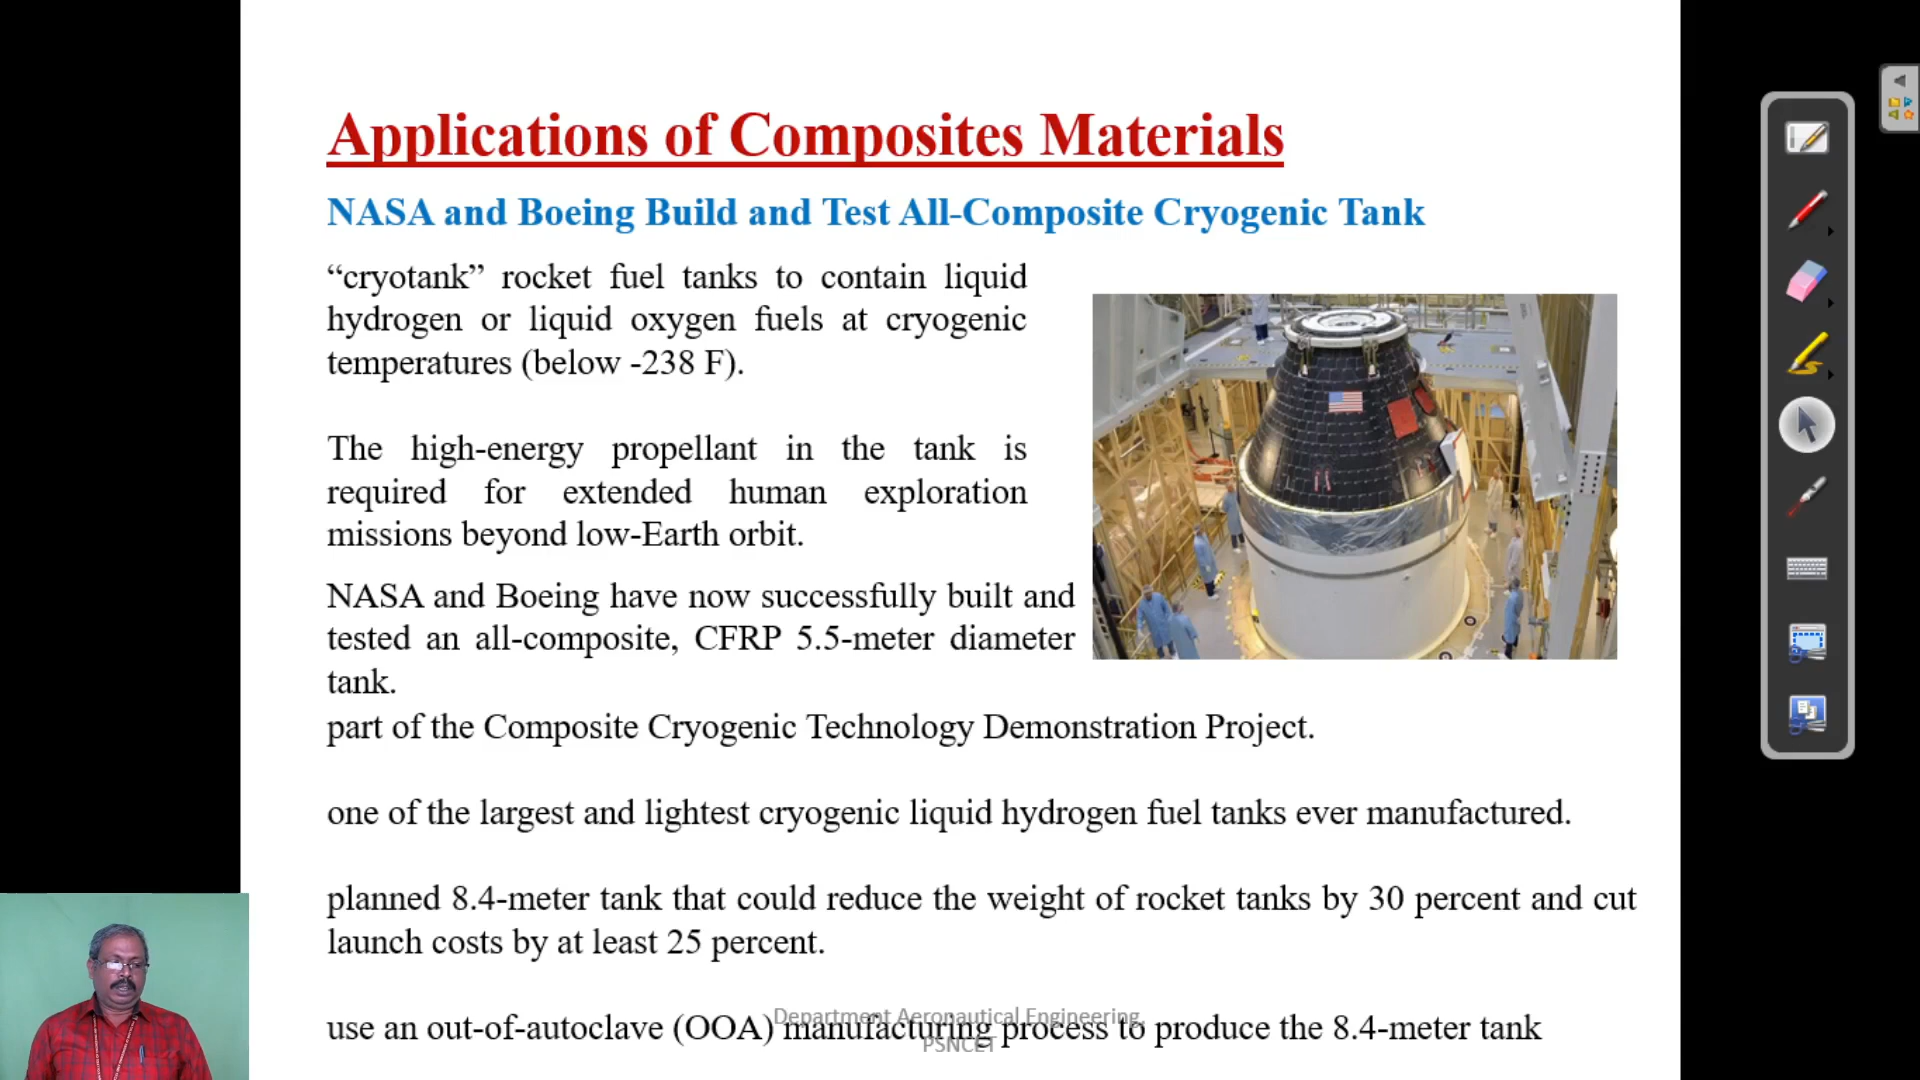 Applications of Composites Materials
NASA and Boeing Build and Test All-Composite Cryogenic Tank
“cryotank” rocket fuel tanks to contain liquid
hydrogen or liquid oxygen fuels at cryogenic
temperatures (below -238 F).
The high-energy propellant in the tank is
required for extended human exploration
missions beyond low-Earth orbit.
NASA and Boeing have now successfully built and
tested an all-composite, CFRP 5.5-meter diameter
tank.
part of the Composite Cryogenic Technology Demonstration Project.
one of the largest and lightest cryogenic liquid hydrogen fuel tanks ever manufactured.
planned 8.4-meter tank that could reduce the weight of rocket tanks by 30 percent and cut
launch costs by at least 25 percent.
use an out-of-autoclave (OOA) manufacturing process to produce the 8.4-meter tank
Department Aeronautical Engineering,
PSNCET